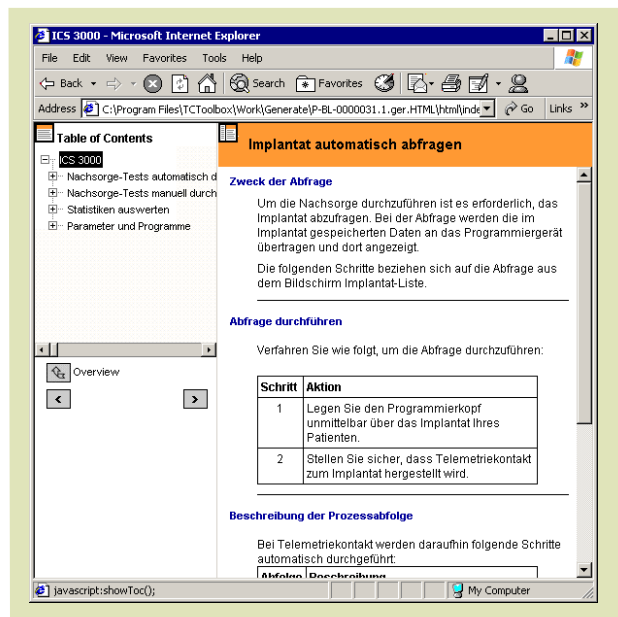 ICS 3000 - Microsoft Internet Explorer
File Edit View Favorites Tools Help
Back Search Favorites
Address C:\Program Files\TCToolbox\Work\Generate\P-BL-0000031.1.ger.HTML\html\inde Go Links »
Table of Contents
ICS 3000
Nachsorge-Tests automatisch d
Nachsorge-Tests manuell durch
Statistiken auswerten
Parameter und Programme
Overview
< >
Implantat automatisch abfragen
Zweck der Abfrage
Um die Nachsorge durchzuführen ist es erforderlich, das
Implantat abzufragen. Bei der Abfrage werden die im
Implantat gespeicherten Daten an das Programmiergerät
übertragen und dort angezeigt.
Die folgenden Schritte beziehen sich auf die Abfrage aus
dem Bildschirm Implantat-Liste.
Abfrage durchführen
Verfahren Sie wie folgt, um die Abfrage durchzuführen:
Schritt Aktion
1 Legen Sie den Programmierkopf
unmittelbar über das Implantat Ihres
Patienten.
2 Stellen Sie sicher, dass Telemetriekontakt
zum Implantat hergestellt wird.
Beschreibung der Prozessabfolge
Bei Telemetriekontakt werden daraufhin folgende Schritte
automatisch durchgeführt:
Abfolge Beschreibung
javascript:showToc(); My Computer